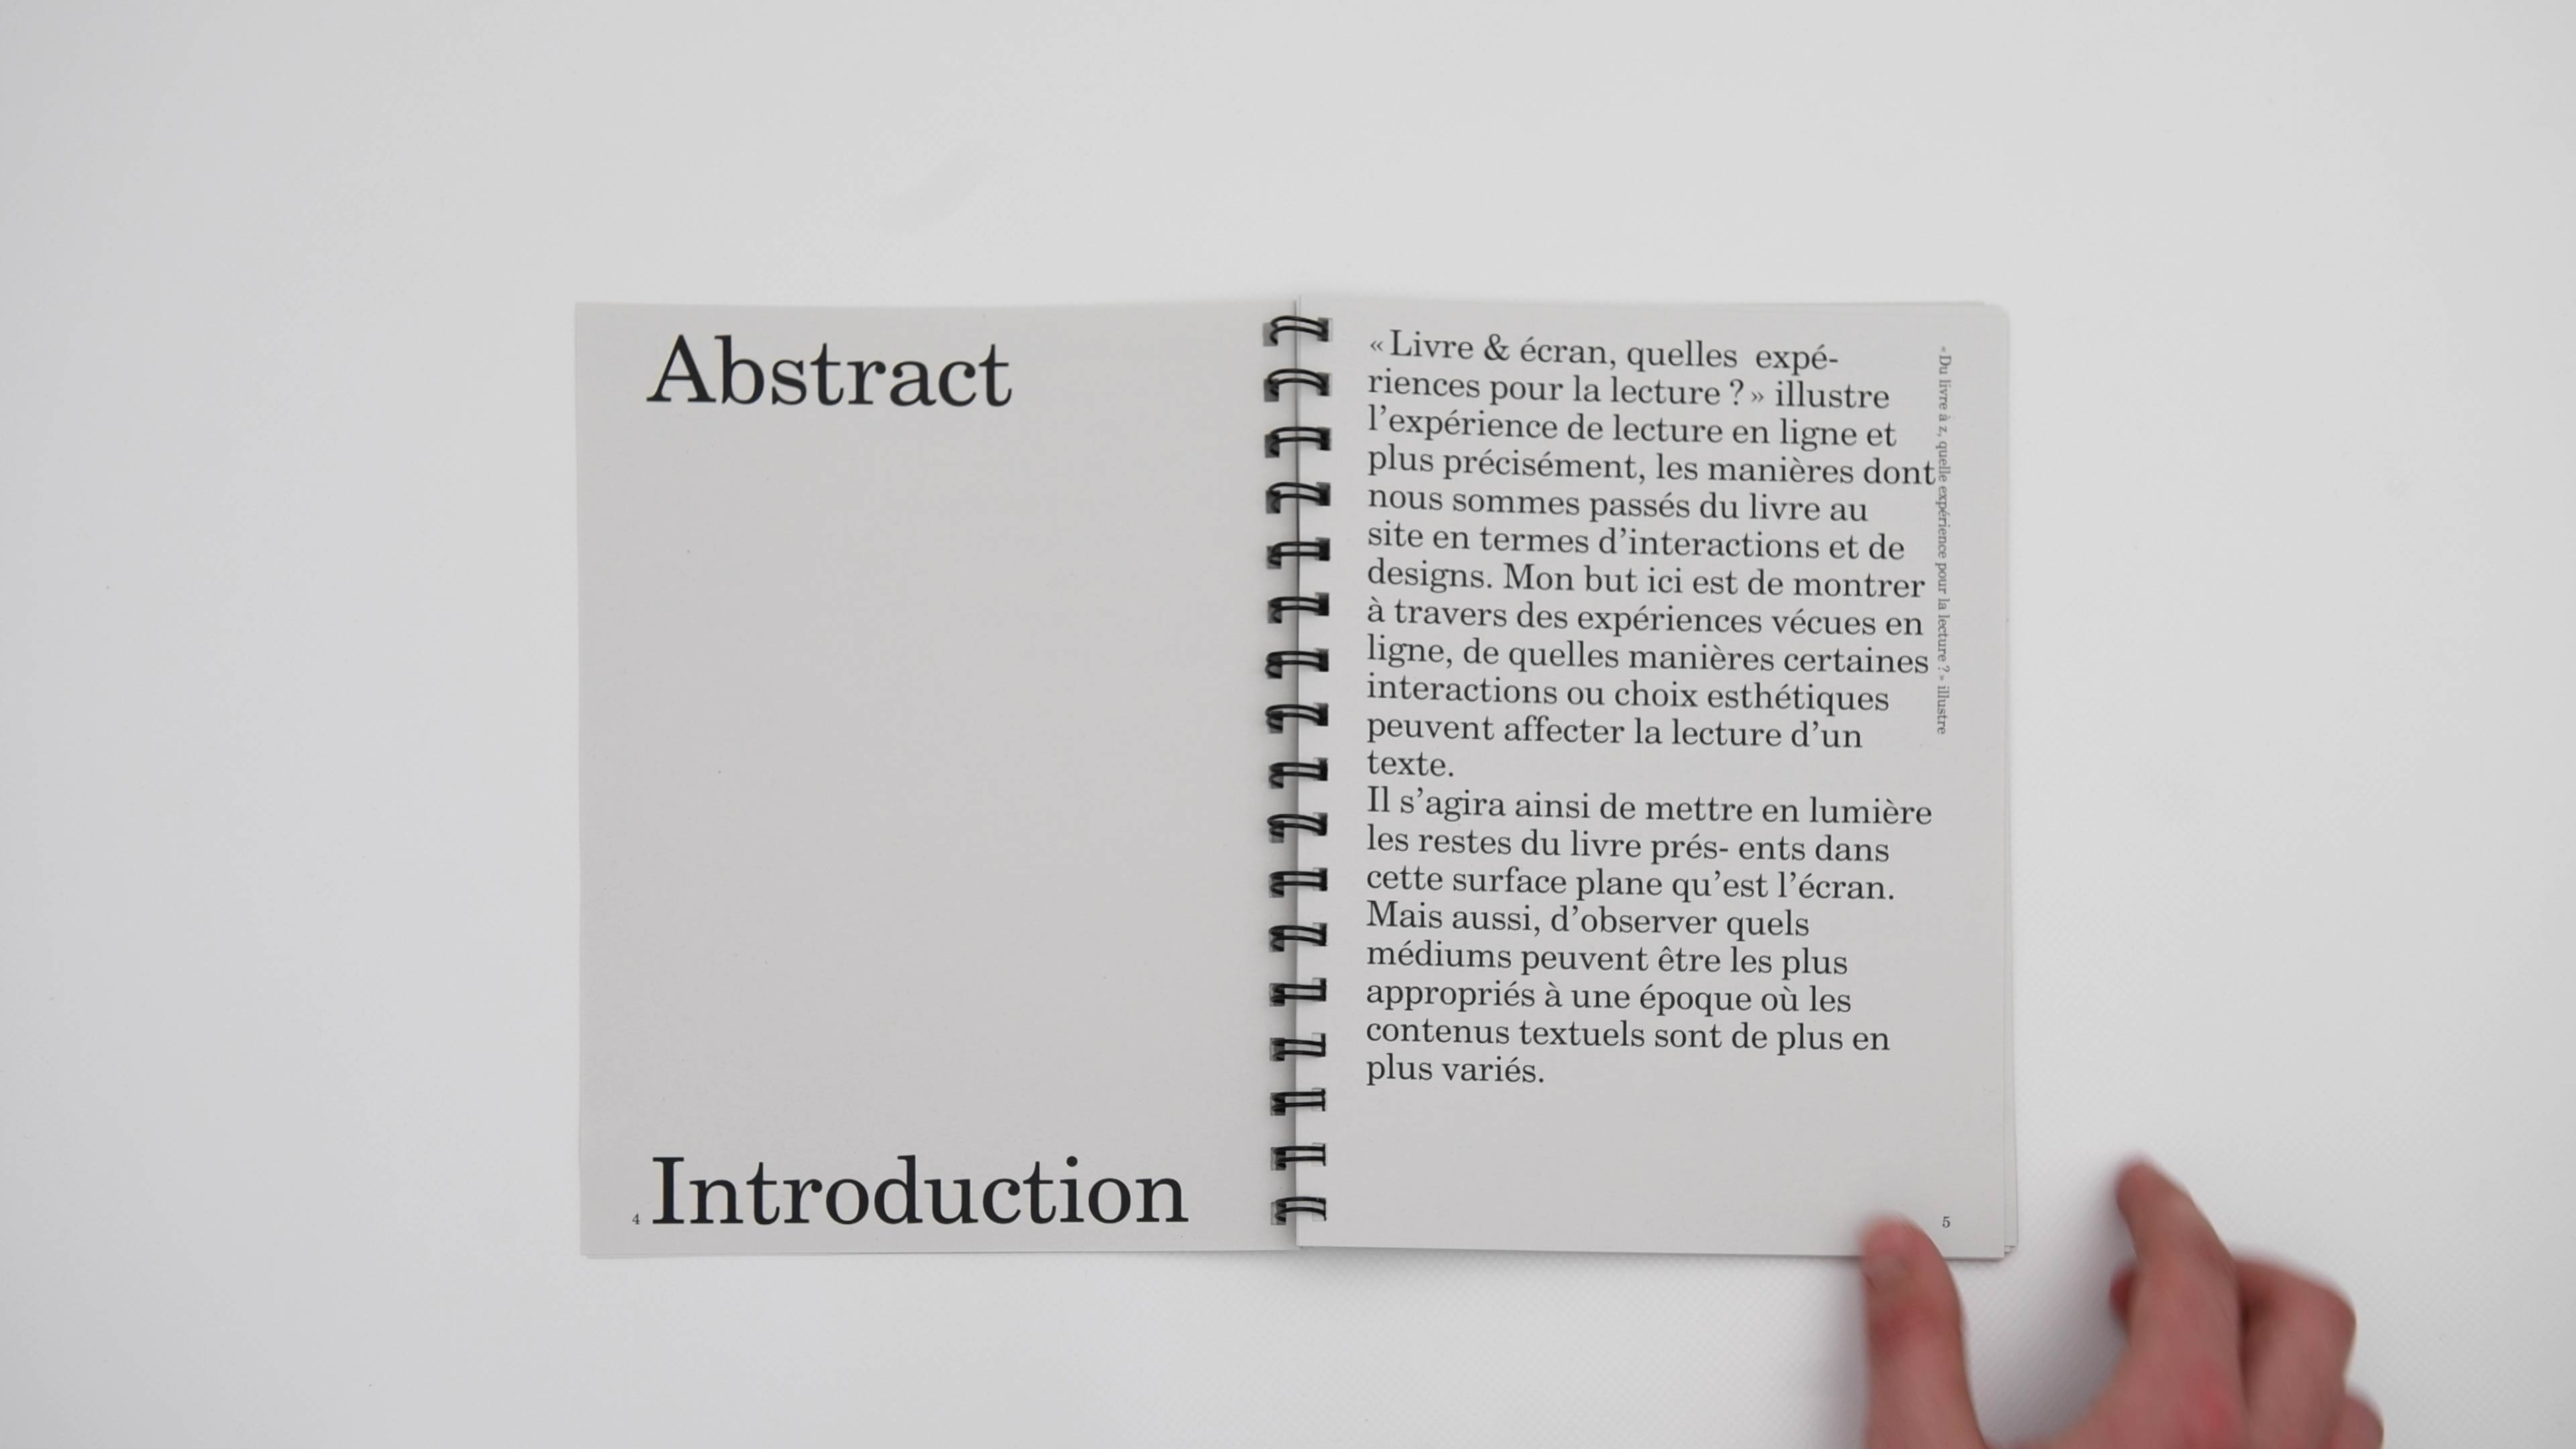 Abstract
4 Introduction
« Livre & écran, quelles  expé-
riences pour la lecture ? » illustre
l’expérience de lecture en ligne et
plus précisément, les manières dont
nous sommes passés du livre au
site en termes d’interactions et de
designs. Mon but ici est de montrer
à travers des expériences vécues en
ligne, de quelles manières certaines
interactions ou choix esthétiques
peuvent affecter la lecture d’un
texte.
Il s’agira ainsi de mettre en lumière
les restes du livre prés- ents dans
cette surface plane qu’est l’écran.
Mais aussi, d’observer quels
médiums peuvent être les plus
appropriés à une époque où les
contenus textuels sont de plus en
plus variés.
« Du livre à z, quelle expérience pour la lecture ? » illustre
5